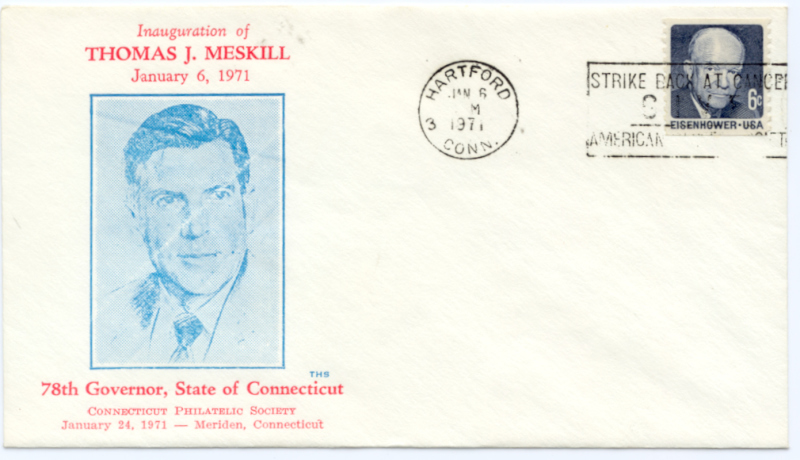 Inauguration of
THOMAS J. MESKILL
January 6, 1971
THS
78th Governor, State of Connecticut
CONNECTICUT PHILATELIC SOCIETY
January 24, 1971 — Meriden, Connecticut
HARTFORD
JAN 6
M
3 1971
CONN.
STRIKE BACK AT CANCER
AMERICAN
6c
EISENHOWER·USA